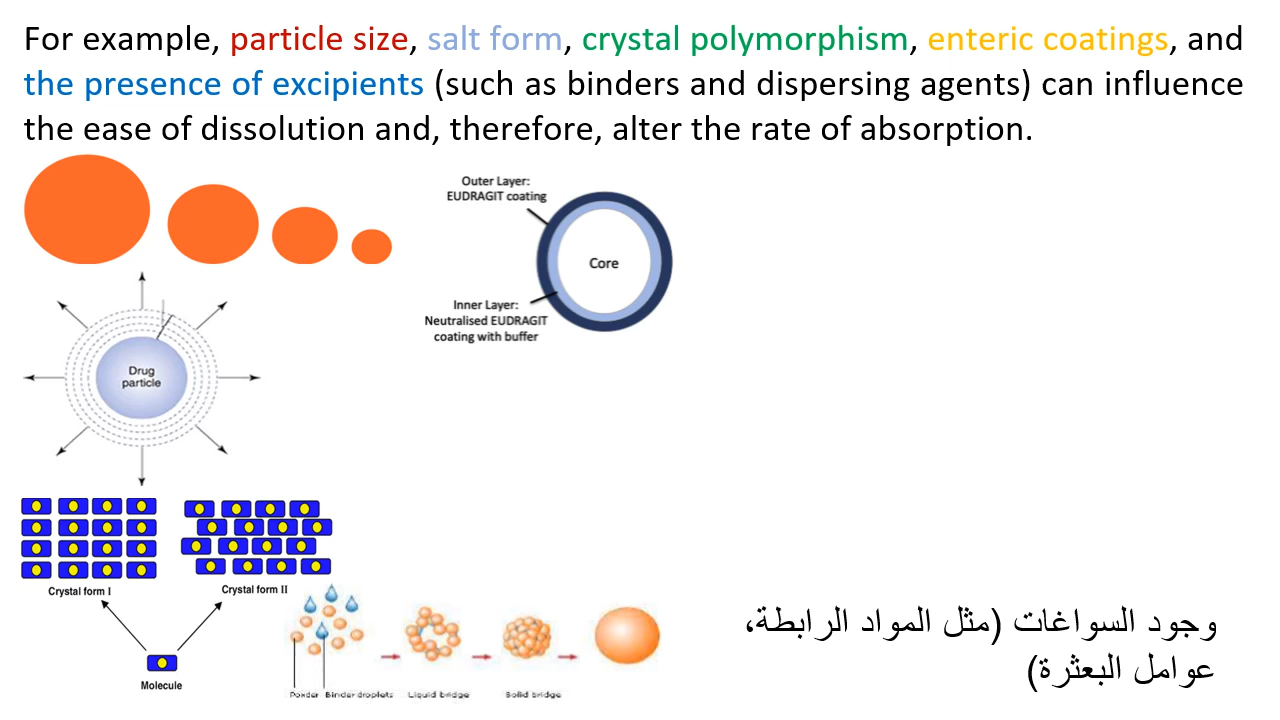 For example, particle size, salt form, crystal polymorphism, enteric coatings, and
the presence of excipients (such as binders and dispersing agents) can influence
the ease of dissolution and, therefore, alter the rate of absorption.
Outer Layer:
EUDRAGIT coating
Core
Inner Layer:
Neutralised EUDRAGIT
coating with buffer
Drug
particle
Crystal form I
Crystal form II
Molecule
Powder Binder droplets Liquid bridge Solid bridge
وجود السواغات (مثل المواد الرابطة،
عوامل البعثرة)